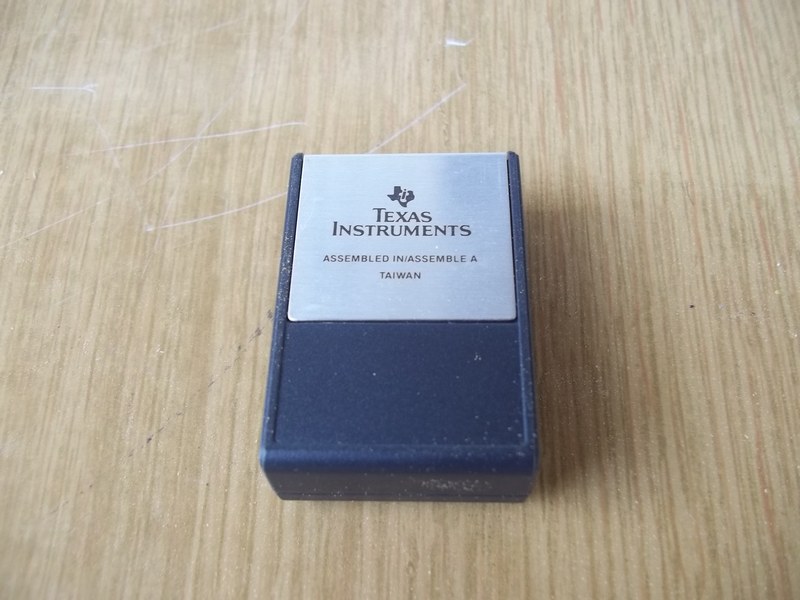 TEXAS
INSTRUMENTS
ASSEMBLED IN/ASSEMBLE A
TAIWAN